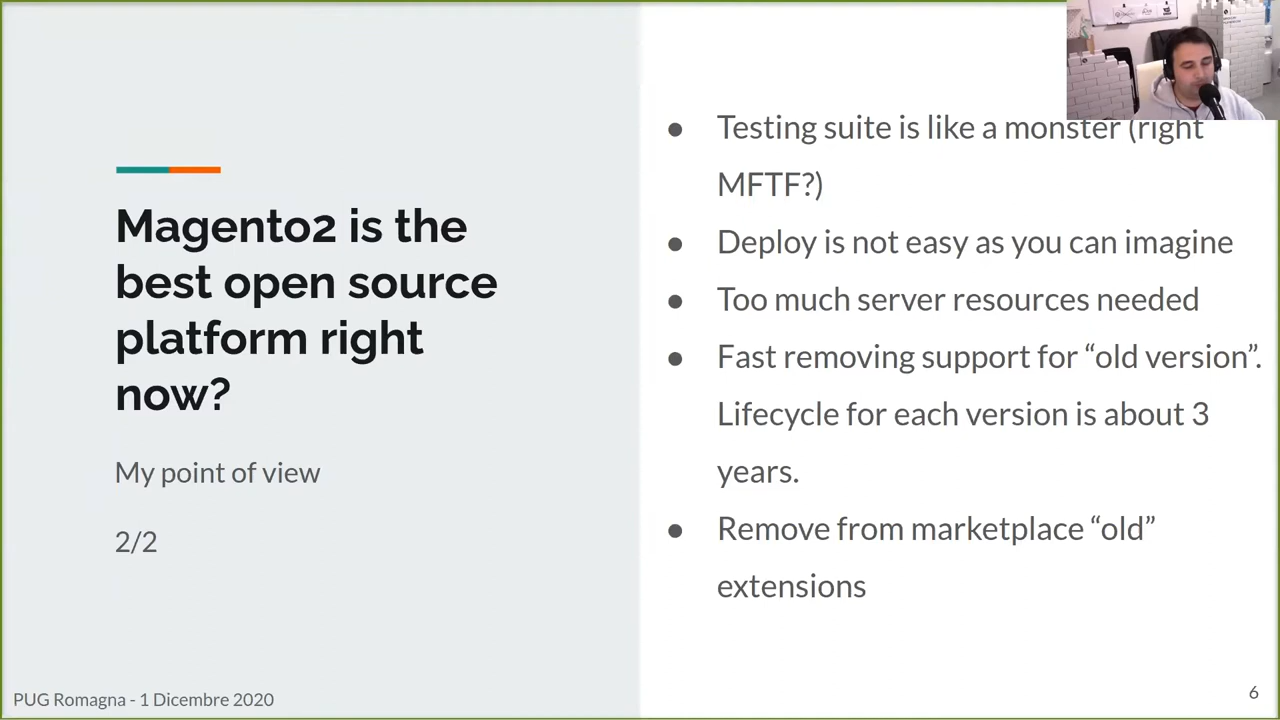 Magento2 is the
best open source
platform right
now?
My point of view
2/2
● Testing suite is like a monster (right
MFTF?)
● Deploy is not easy as you can imagine
● Too much server resources needed
● Fast removing support for “old version”.
Lifecycle for each version is about 3
years.
● Remove from marketplace “old”
extensions
PUG Romagna - 1 Dicembre 2020
6